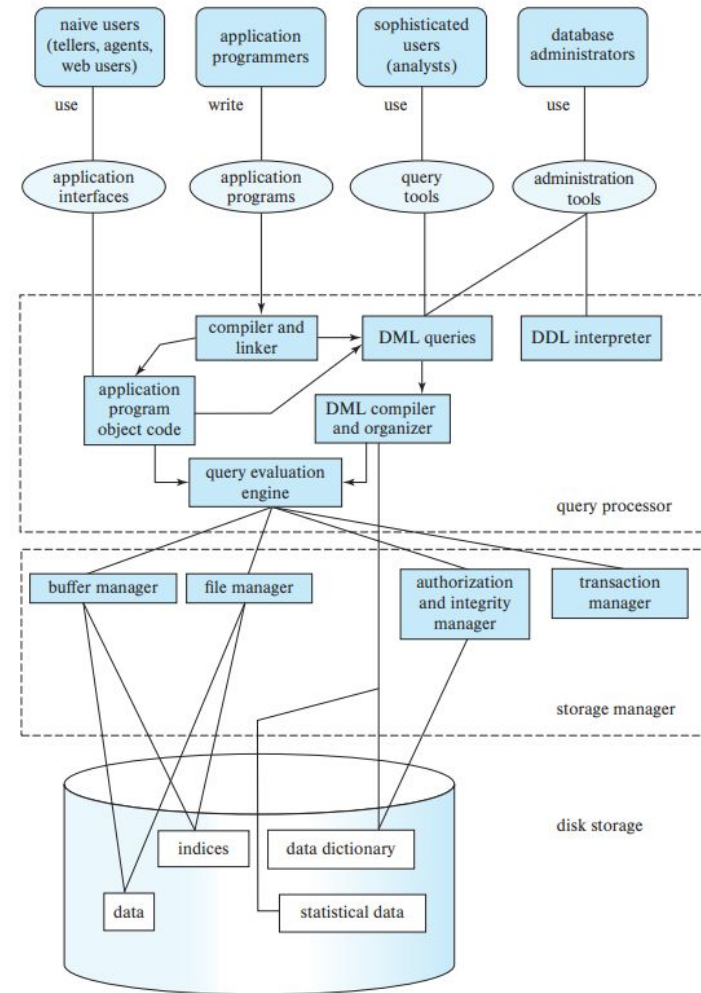 naive users
(tellers, agents,
web users)
application
programmers
sophisticated
users
(analysts)
database
administrators
use
write
use
use
application
interfaces
application
programs
query
tools
administration
tools
compiler and
linker
DML queries
DDL interpreter
application
program
object code
DML compiler
and organizer
query evaluation
engine
query processor
buffer manager
file manager
authorization
and integrity
manager
transaction
manager
storage manager
disk storage
indices
data dictionary
data
statistical data